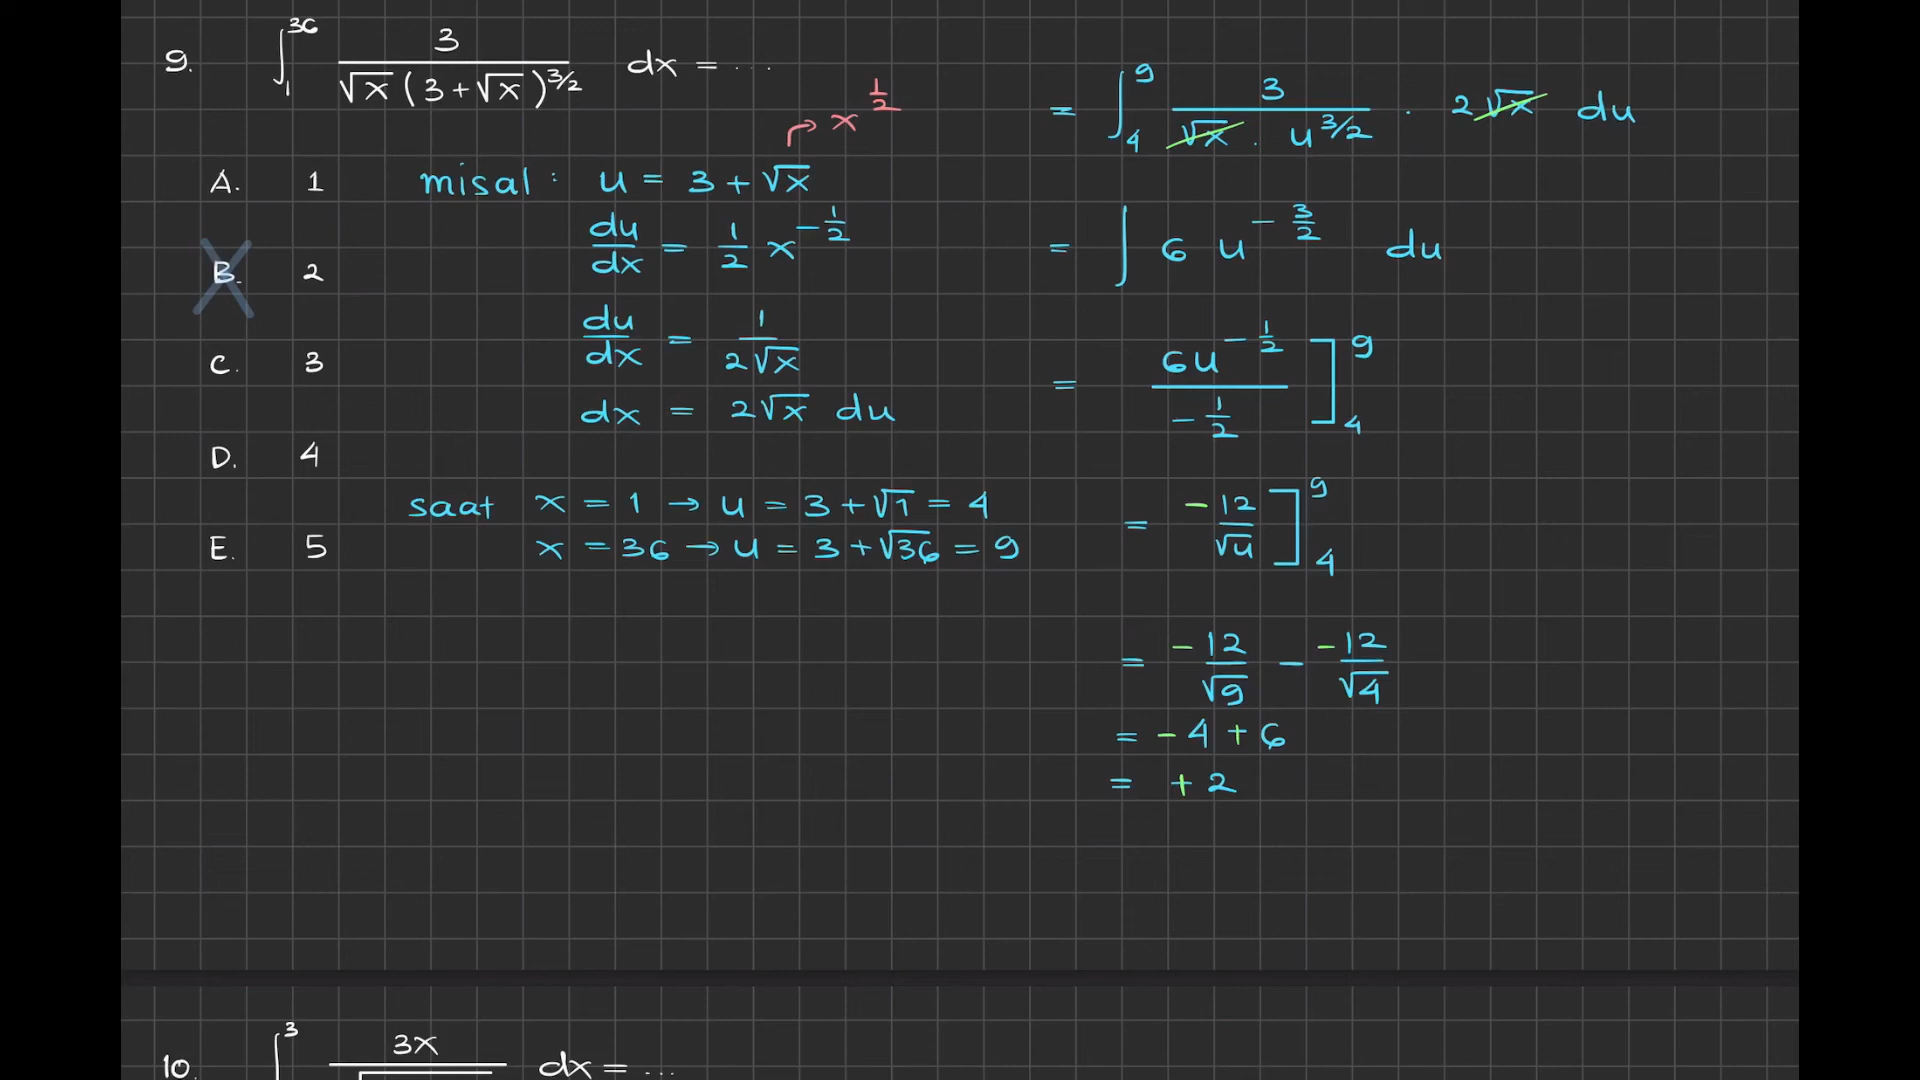 9. ∫₁³⁶ 3 / (√x (3+√x)^3/2) dx = ...
A. 1
B. 2
C. 3
D. 4
E. 5
x^1/2
misal : u = 3 + √x
du/dx = 1/2 x^-1/2
du/dx = 1/(2√x)
dx = 2√x du
saat x = 1 → u = 3 + √1 = 4
x = 36 → u = 3 + √36 = 9
= ∫₄⁹ 3 / (√x . u^3/2) . 2√x du
= ∫ 6 u^-3/2 du
= 6u^-1/2 / -1/2 ]₄⁹
= -12/√u ]₄⁹
= -12/√9 - -12/√4
= -4 + 6
= +2
10. ∫³ 3x dx = ...